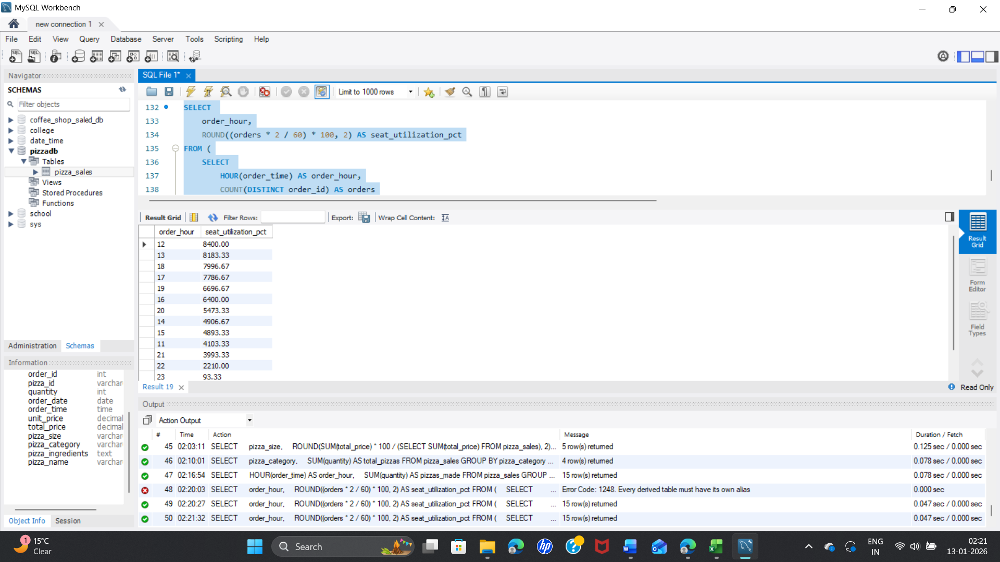 MySQL Workbench
new connection 1
File Edit View Query Database Server Tools Scripting Help
Navigator
SCHEMAS
Filter objects
coffee_shop_saled_db
college
date_time
pizzadb
Tables
pizza_sales
Views
Stored Procedures
Functions
school
sys
Administration Schemas
Information
order_id int
pizza_id varchar
quantity int
order_date date
order_time time
unit_price decimal
total_price decimal
pizza_size varchar
pizza_category varchar
pizza_ingredients text
pizza_name varchar
Object Info Session
SQL File 1*
Limit to 1000 rows
132 SELECT
133 order_hour,
134 ROUND((orders * 2 / 60) * 100, 2) AS seat_utilization_pct
135 FROM (
136 SELECT
137 HOUR(order_time) AS order_hour,
138 COUNT(DISTINCT order_id) AS orders
Result Grid Filter Rows: Export: Wrap Cell Content:
order_hour seat_utilization_pct
12 8400.00
13 8183.33
18 7996.67
17 7786.67
19 6696.67
16 6400.00
20 5473.33
14 4906.67
15 4893.33
11 4103.33
21 3993.33
22 2210.00
23 93.33
Result Grid
Form Editor
Field Types
Result 19
Read Only
Output
Action Output
# Time Action Message Duration / Fetch
45 02:03:11 SELECT pizza_size, ROUND(SUM(total_price) * 100 / (SELECT SUM(total_price) FROM pizza_sales), 2)... 5 row(s) returned 0.125 sec / 0.000 sec
46 02:10:01 SELECT pizza_category, SUM(quantity) AS total_pizzas FROM pizza_sales GROUP BY pizza_category ... 4 row(s) returned 0.078 sec / 0.000 sec
47 02:16:54 SELECT HOUR(order_time) AS order_hour, SUM(quantity) AS pizzas_made FROM pizza_sales GROUP ... 15 row(s) returned 0.078 sec / 0.000 sec
48 02:20:03 SELECT order_hour, ROUND((orders * 2 / 60) * 100, 2) AS seat_utilization_pct FROM ( SELECT ... Error Code: 1248. Every derived table must have its own alias 0.000 sec
49 02:20:27 SELECT order_hour, ROUND((orders * 2 / 60) * 100, 2) AS seat_utilization_pct FROM ( SELECT ... 15 row(s) returned 0.047 sec / 0.000 sec
50 02:21:32 SELECT order_hour, ROUND((orders * 2 / 60) * 100, 2) AS seat_utilization_pct FROM ( SELECT ... 15 row(s) returned 0.047 sec / 0.000 sec
1
15°C
Clear
Search
ENG
IN
02:21
13-01-2026